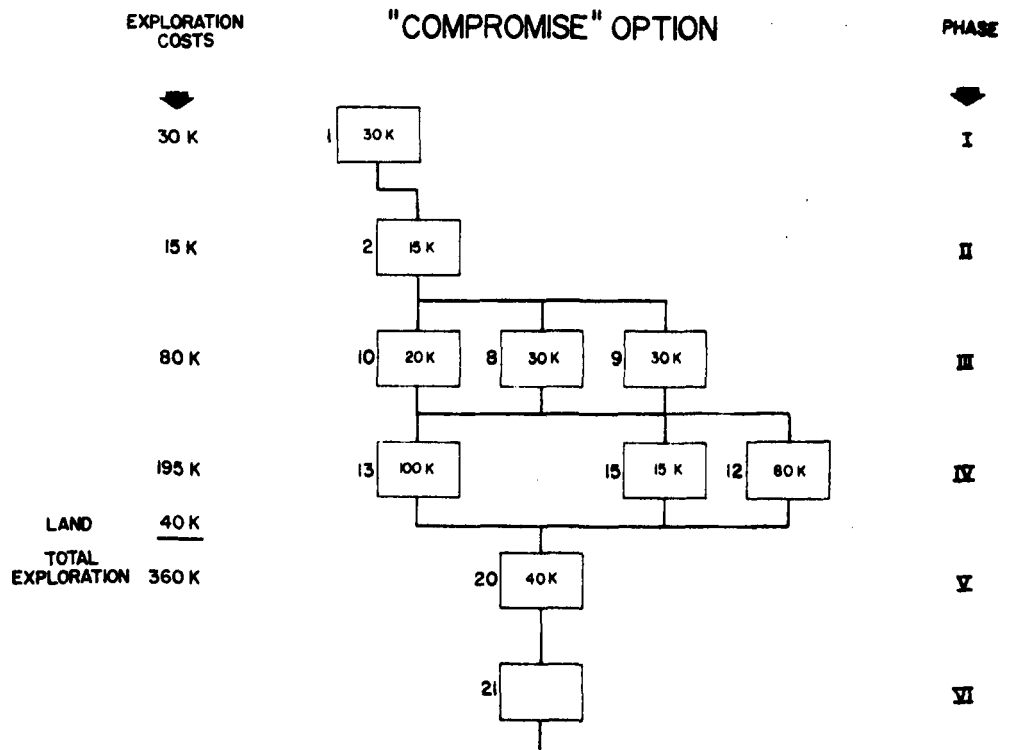 EXPLORATION
COSTS
"COMPROMISE" OPTION
PHASE
30 K
1
30 K
I
15 K
2
15 K
II
80 K
10
20 K
8
30 K
9
30 K
III
195 K
13
100 K
15
15 K
12
80 K
IV
LAND
40 K
TOTAL
EXPLORATION
360 K
20
40 K
V
21
VI